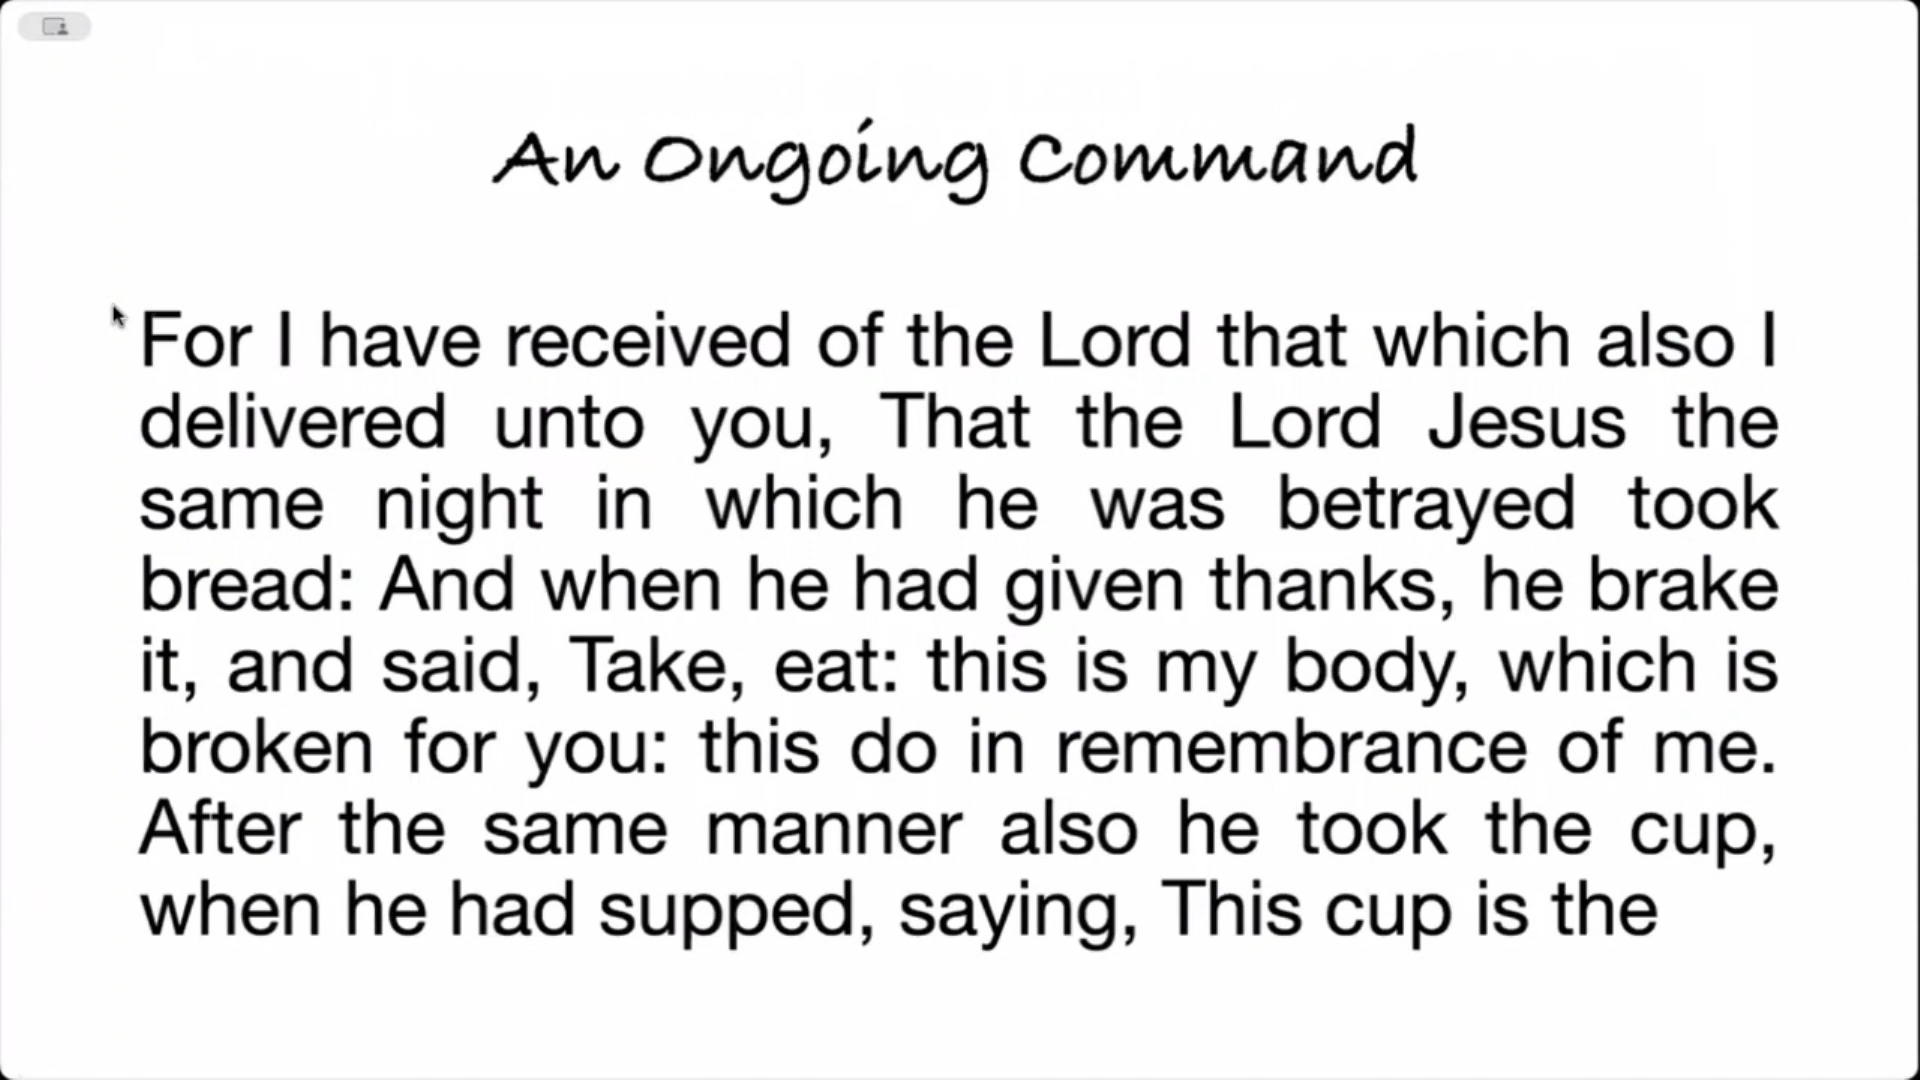 An Ongoing Command
For I have received of the Lord that which also I
delivered unto you, That the Lord Jesus the
same night in which he was betrayed took
bread: And when he had given thanks, he brake
it, and said, Take, eat: this is my body, which is
broken for you: this do in remembrance of me.
After the same manner also he took the cup,
when he had supped, saying, This cup is the